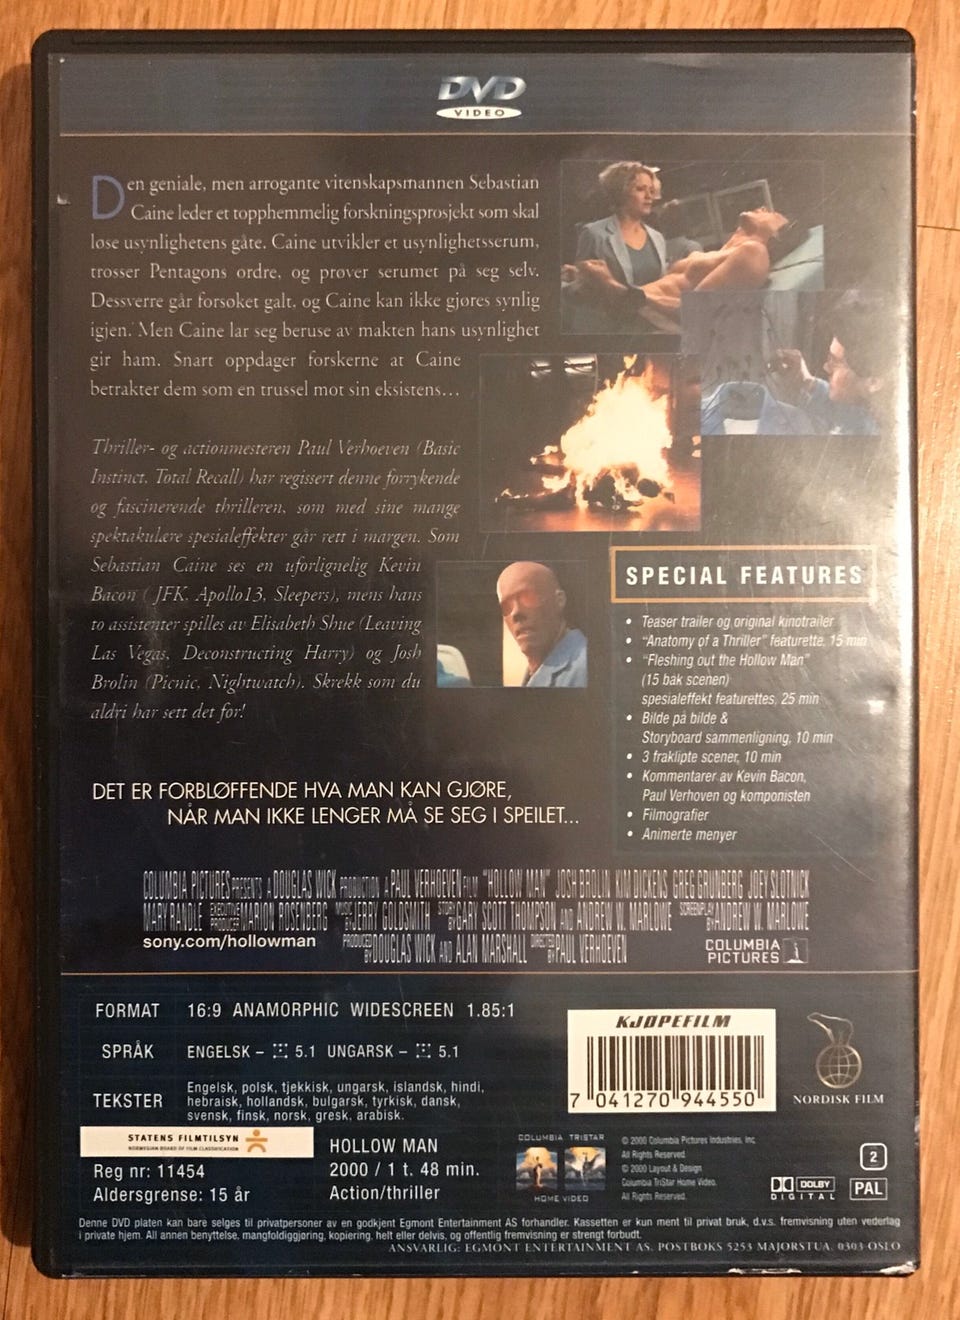 DVD
VIDEO
Den geniale, men arrogante vitenskapsmannen Sebastian
Caine leder et topphemmelig forskningsprosjekt som skal
løse usynlighetens gåte. Caine utvikler et usynlighetsserum,
trosser Pentagons ordre, og prøver serumet på seg selv.
Dessverre går forsøket galt, og Caine kan ikke gjøres synlig
igjen. Men Caine lar seg beruse av makten hans usynlighet
gir ham. Snart oppdager forskerne at Caine
betrakter dem som en trussel mot sin eksistens...
Thriller- og actionmesteren Paul Verhoeven (Basic
Instinct, Total Recall) har regissert denne forrykende
og fascinerende thrilleren, som med sine mange
spektakulære spesialeffekter går rett i margen. Som
Sebastian Caine ses en uforlignelig Kevin
Bacon ( JFK, Apollo13, Sleepers), mens hans
to assistenter spilles av Elisabeth Shue (Leaving
Las Vegas, Deconstructing Harry) og Josh
Brolin (Picnic, Nightwatch). Skrekk som du
aldri har sett det før!
SPECIAL FEATURES
• Teaser trailer og original kinotrailer
• "Anatomy of a Thriller" featurette, 15 min
• "Fleshing out the Hollow Man"
(15 bak scenen)
spesialeffekt featurettes, 25 min
• Bilde på bilde &
Storyboard sammenligning, 10 min
• 3 fraklipte scener, 10 min
• Kommentarer av Kevin Bacon,
Paul Verhoven og komponisten
• Filmografier
• Animerte menyer
DET ER FORBLØFFENDE HVA MAN KAN GJØRE,
NÅR MAN IKKE LENGER MÅ SE SEG I SPEILET...
COLUMBIA PICTURES PRESENTS A DOUGLAS WICK PRODUCTION A PAUL VERHOEVEN FILM "HOLLOW MAN" JOSH BROLIN KIM DICKENS GREG GRUNBERG JOEY SLOTNICK
MARY RANDLE EXECUTIVE PRODUCER MARION ROSENBERG MUSIC BY JERRY GOLDSMITH STORY BY GARY SCOTT THOMPSON AND ANDREW W. MARLOWE SCREENPLAY BY ANDREW W. MARLOWE
sony.com/hollowman PRODUCED BY DOUGLAS WICK AND ALAN MARSHALL DIRECTED BY PAUL VERHOEVEN
COLUMBIA
PICTURES
FORMAT 16:9 ANAMORPHIC WIDESCREEN 1.85:1
SPRÅK ENGELSK – 5.1 UNGARSK – 5.1
TEKSTER Engelsk, polsk, tjekkisk, ungarsk, islandsk, hindi,
hebraisk, hollandsk, bulgarsk, tyrkisk, dansk,
svensk, finsk, norsk, gresk, arabisk.
KJØPEFILM
7 041270 944550
NORDISK FILM
STATENS FILMTILSYN
NORWEGIAN BOARD OF FILM CLASSIFICATION
Reg nr: 11454
Aldersgrense: 15 år
HOLLOW MAN
2000 / 1 t. 48 min.
Action/thriller
COLUMBIA TRISTAR
HOME VIDEO
© 2000 Columbia Pictures Industries, Inc.
All Rights Reserved.
© 2000 Layout & Design
Columbia TriStar Home Video.
All Rights Reserved.
2
DOLBY
DIGITAL
PAL
Denne DVD platen kan bare selges til privatpersoner av en godkjent Egmont Entertainment AS forhandler. Kassetten er kun ment til privat bruk, d.v.s. fremvisning uten vederlag
i private hjem. All annen benyttelse, mangfoldiggjøring, kopiering, helt eller delvis, og offentlig fremvisning er strengt forbudt.
ANSVARLIG: EGMONT ENTERTAINMENT AS, POSTBOKS 5253 MAJORSTUA, 0303 OSLO